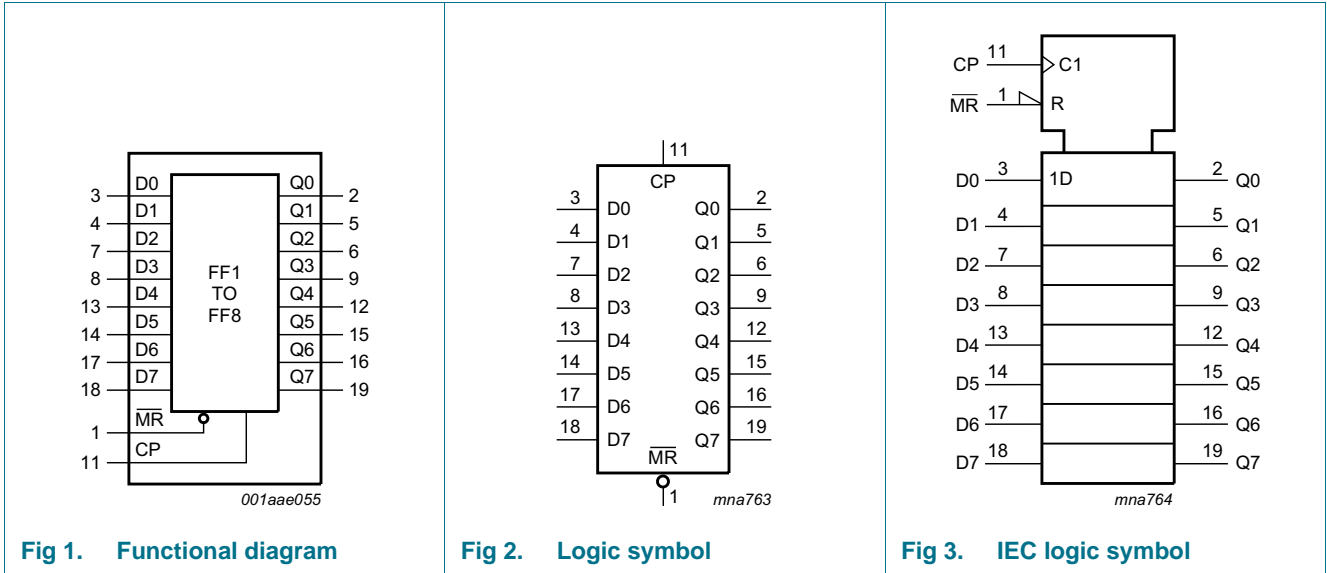 D0 Q0
3 2
D1 Q1
4 5
D2 Q2
7 6
D3 Q3
8 9
FF1
TO
FF8
D4 Q4
13 12
D5 Q5
14 15
D6 Q6
17 16
D7 Q7
18 19
M̅R̅
1
CP
11
001aae055
Fig 1. Functional diagram
11
CP
3 D0 Q0 2
4 D1 Q1 5
7 D2 Q2 6
8 D3 Q3 9
13 D4 Q4 12
14 D5 Q5 15
17 D6 Q6 16
18 D7 Q7 19
M̅R̅
1
mna763
Fig 2. Logic symbol
CP 11 C1
M̅R̅ 1 R
D0 3 1D 2 Q0
D1 4 5 Q1
D2 7 6 Q2
D3 8 9 Q3
D4 13 12 Q4
D5 14 15 Q5
D6 17 16 Q6
D7 18 19 Q7
mna764
Fig 3. IEC logic symbol